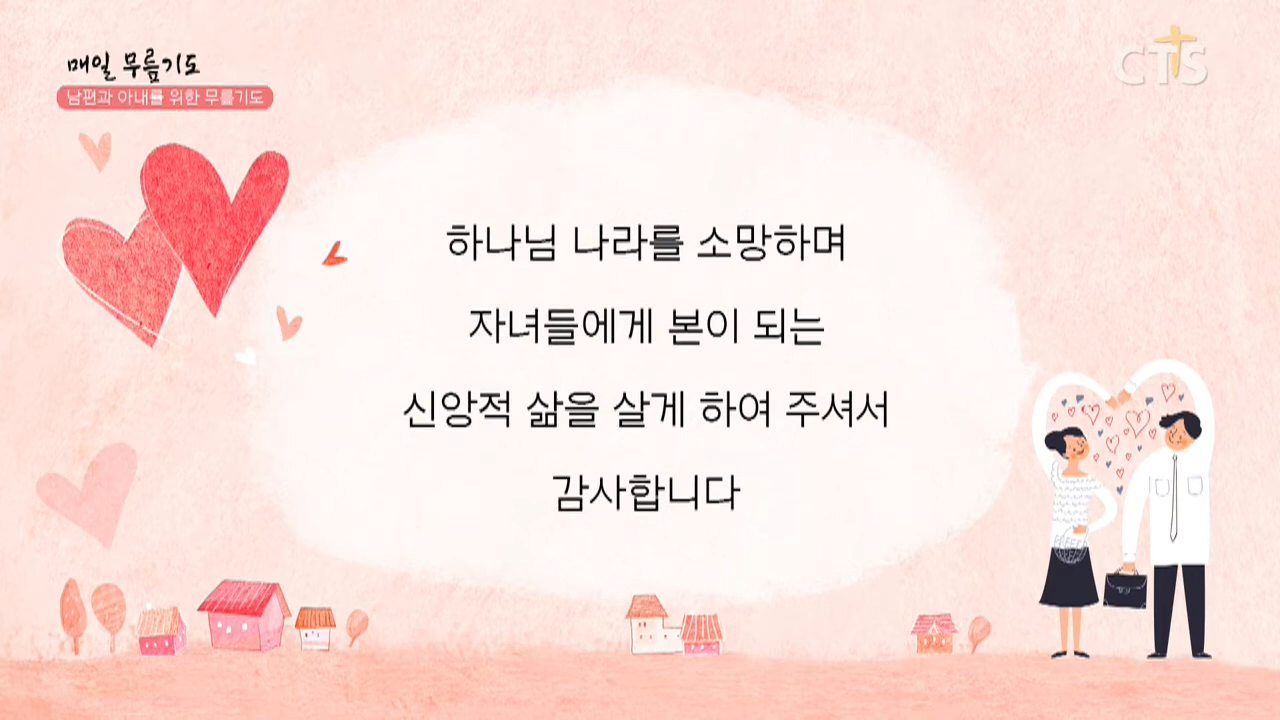 매일 무릎기도
남편과 아내를 위한 무릎기도
CTS
하나님 나라를 소망하며
자녀들에게 본이 되는
신앙적 삶을 살게 하여 주셔서
감사합니다